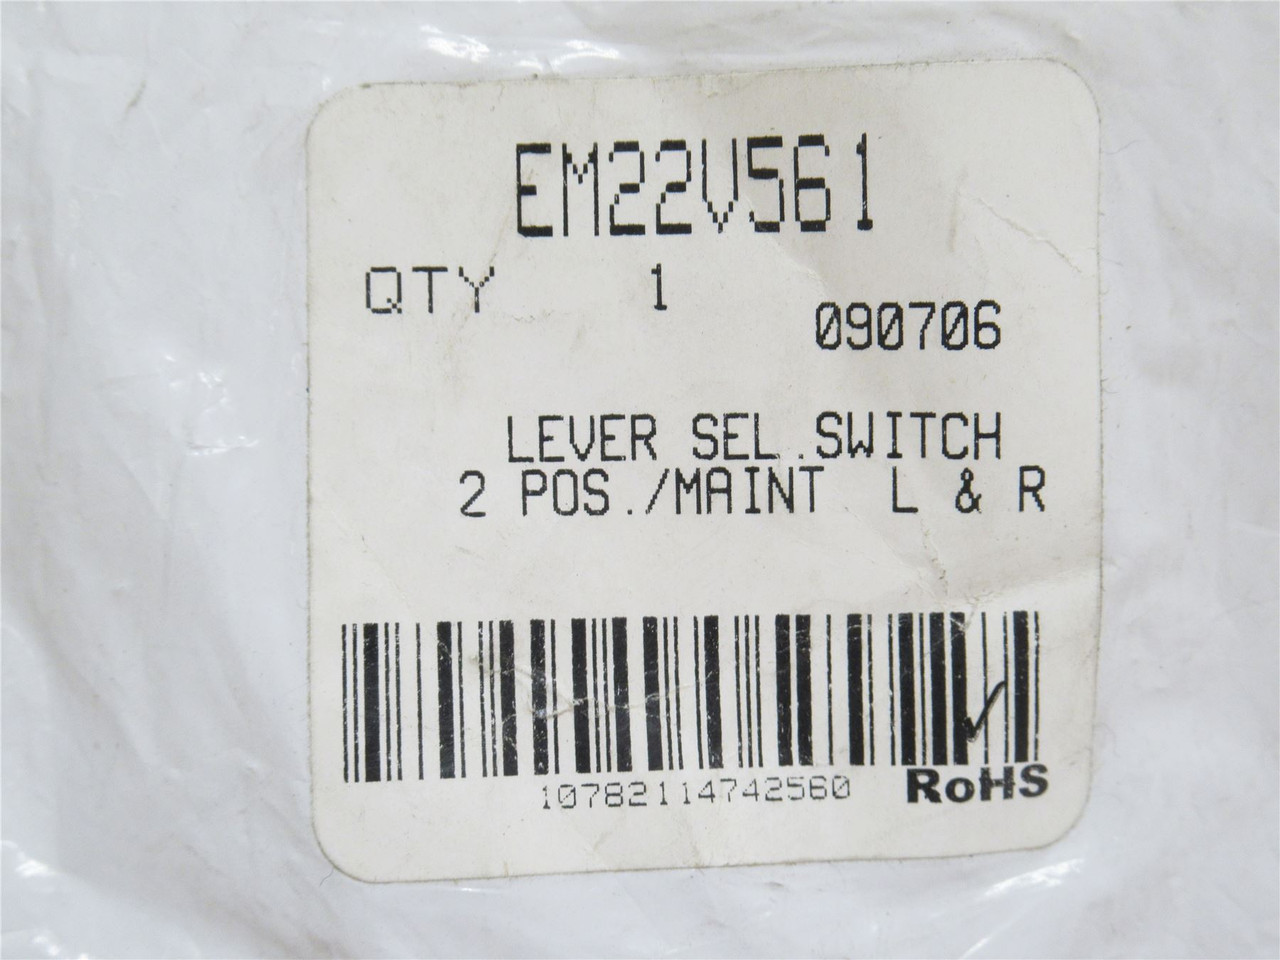 EM22V561
QTY 1
090706
LEVER SEL.SWITCH
2 POS./MAINT L & R
10782114742560
RoHS